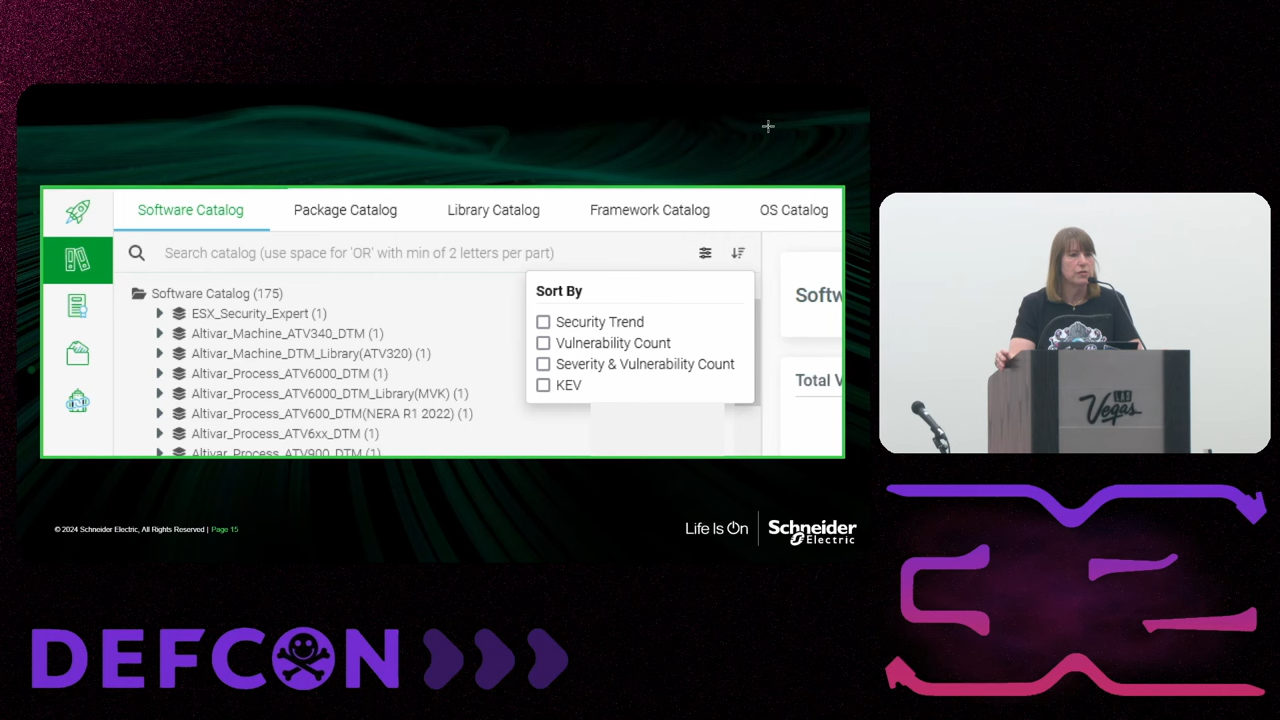 Software Catalog
Package Catalog
Library Catalog
Framework Catalog
OS Catalog
Search catalog (use space for 'OR' with min of 2 letters per part)
Sort By
Security Trend
Vulnerability Count
Severity & Vulnerability Count
KEV
Software Catalog (175)
ESX_Security_Expert (1)
Altivar_Machine_ATV340_DTM (1)
Altivar_Machine_DTM_Library(ATV320) (1)
Altivar_Process_ATV6000_DTM (1)
Altivar_Process_ATV6000_DTM_Library(MVK) (1)
Altivar_Process_ATV600_DTM(NERA R1 2022) (1)
Altivar_Process_ATV6xx_DTM (1)
Altivar_Process_ATV900_DTM (1)
Softw
Total V
© 2024 Schneider Electric, All Rights Reserved | Page 15
Life Is On
Schneider
Electric
LAS
Vegas
DEFCON